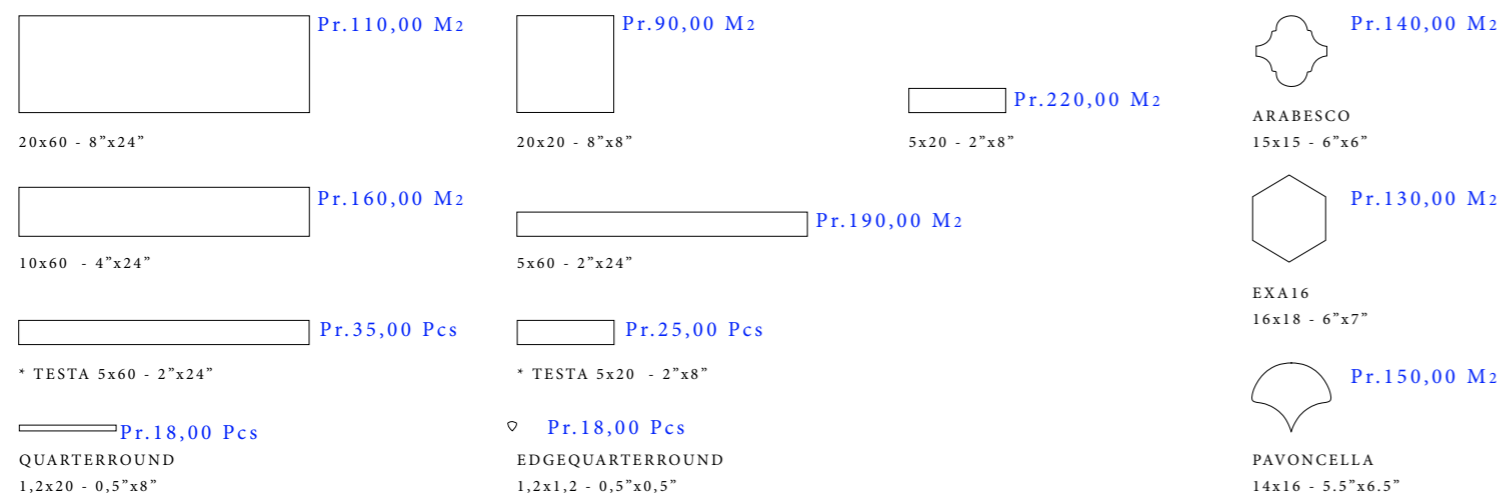 Pr.110,00 M2
20x60 - 8”x24”
Pr.90,00 M2
20x20 - 8”x8”
Pr.220,00 M2
5x20 - 2”x8”
Pr.140,00 M2
ARABESCO
15x15 - 6”x6”
Pr.160,00 M2
10x60 - 4”x24”
Pr.190,00 M2
5x60 - 2”x24”
Pr.130,00 M2
EXA16
16x18 - 6”x7”
Pr.35,00 Pcs
* TESTA 5x60 - 2”x24”
Pr.25,00 Pcs
* TESTA 5x20 - 2”x8”
Pr.18,00 Pcs
QUARTERROUND
1,2x20 - 0,5”x8”
Pr.18,00 Pcs
EDGEQUARTERROUND
1,2x1,2 - 0,5”x0,5”
Pr.150,00 M2
PAVONCELLA
14x16 - 5.5”x6.5”